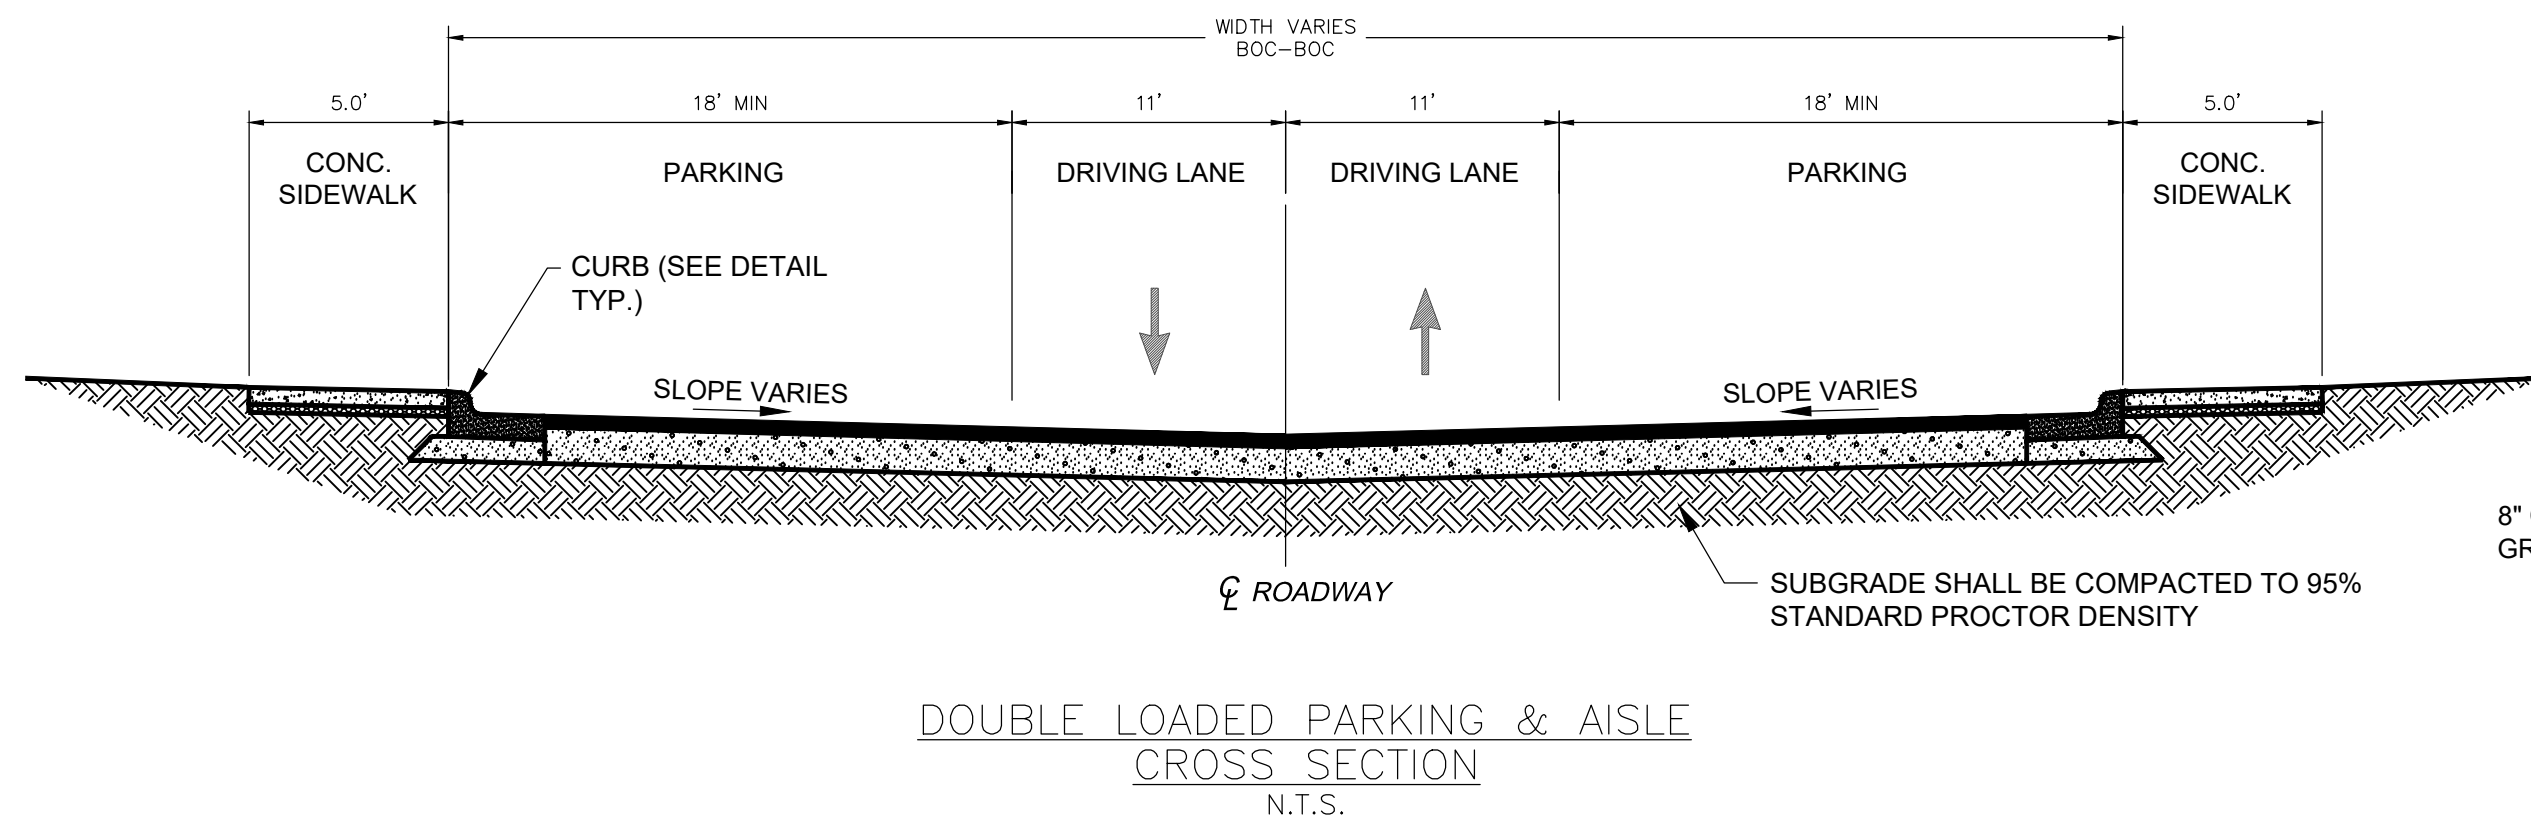 WIDTH VARIES
BOC-BOC
5.0' 18' MIN 11' 11' 18' MIN 5.0'
CONC.
SIDEWALK
PARKING
DRIVING LANE
DRIVING LANE
PARKING
CONC.
SIDEWALK
CURB (SEE DETAIL
TYP.)
SLOPE VARIES
SLOPE VARIES
8"
℄ ROADWAY
SUBGRADE SHALL BE COMPACTED TO 95%
STANDARD PROCTOR DENSITY
DOUBLE LOADED PARKING & AISLE
CROSS SECTION
N.T.S.